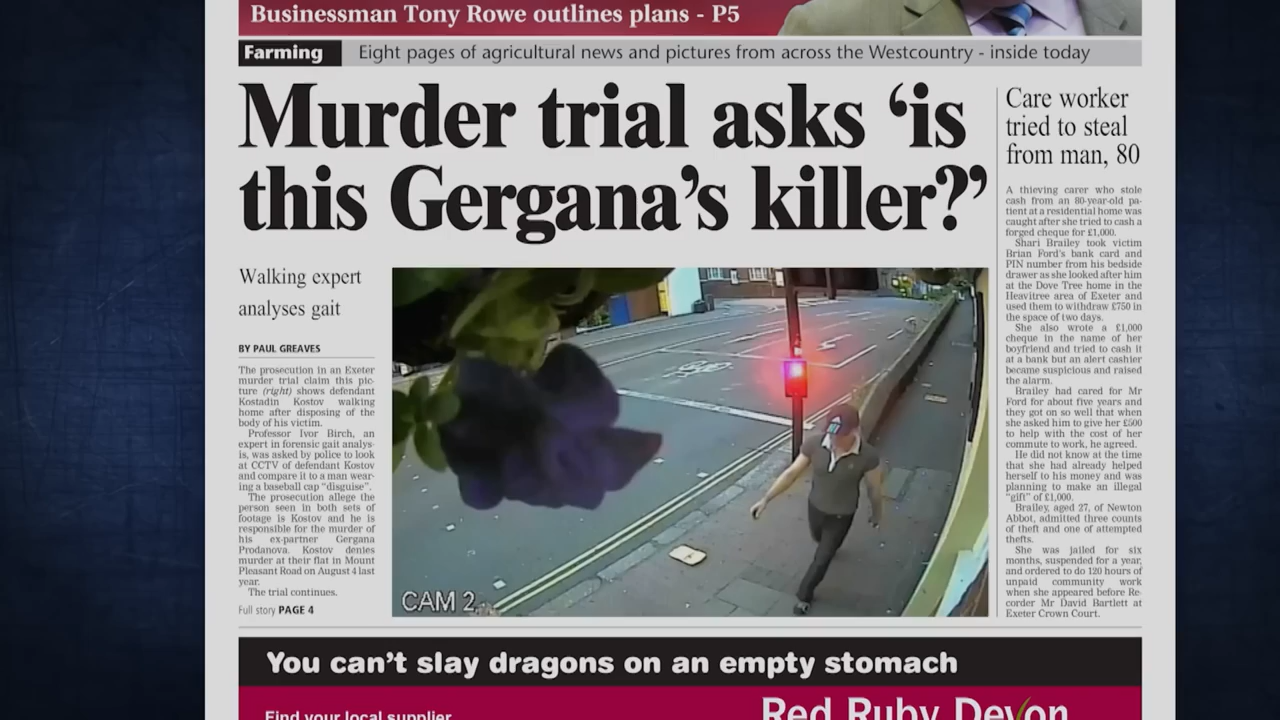 Businessman Tony Rowe outlines plans - P5
Farming
Eight pages of agricultural news and pictures from across the Westcountry - inside today
Murder trial asks ‘is
this Gergana’s killer?’
Walking expert
analyses gait
BY PAUL GREAVES
The prosecution in an Exeter
murder trial claim this pic-
ture (right) shows defendant
Kostadin Kostov walking
home after disposing of the
body of his victim.
Professor Ivor Birch, an
expert in forensic gait analys-
is, was asked by police to look
at CCTV of defendant Kostov
and compare it to a man wear-
ing a baseball cap “disguise”.
The prosecution allege the
person seen in both sets of
footage is Kostov and he is
responsible for the murder of
his ex-partner Gergana
Prodanova. Kostov denies
murder at their flat in Mount
Pleasant Road on August 4 last
year.
The trial continues.
Full story PAGE 4
CAM 2
Care worker
tried to steal
from man, 80
A thieving carer who stole
cash from an 80-year-old pa-
tient at a residential home was
caught after she tried to cash a
forged cheque for £1,000.
Shari Brailey took victim
Brian Ford’s bank card and
PIN number from his bedside
drawer as she looked after him
at the Dove Tree home in the
Heavitree area of Exeter and
used them to withdraw £750 in
the space of two days.
She also wrote a £1,000
cheque in the name of her
boyfriend and tried to cash it
at a bank but an alert cashier
became suspicious and raised
the alarm.
Brailey had cared for Mr
Ford for about five years and
they got on so well that when
she asked him to give her £500
to help with the cost of her
commute to work, he agreed.
He did not know at the time
that she had already helped
herself to his money and was
planning to make an illegal
“gift” of £1,000.
Brailey, aged 27, of Newton
Abbot, admitted three counts
of theft and one of attempted
thefts.
She was jailed for six
months, suspended for a year,
and ordered to do 120 hours of
unpaid community work
when she appeared before Re-
corder Mr David Bartlett at
Exeter Crown Court.
You can’t slay dragons on an empty stomach
Find your local supplier
Red Ruby Devon